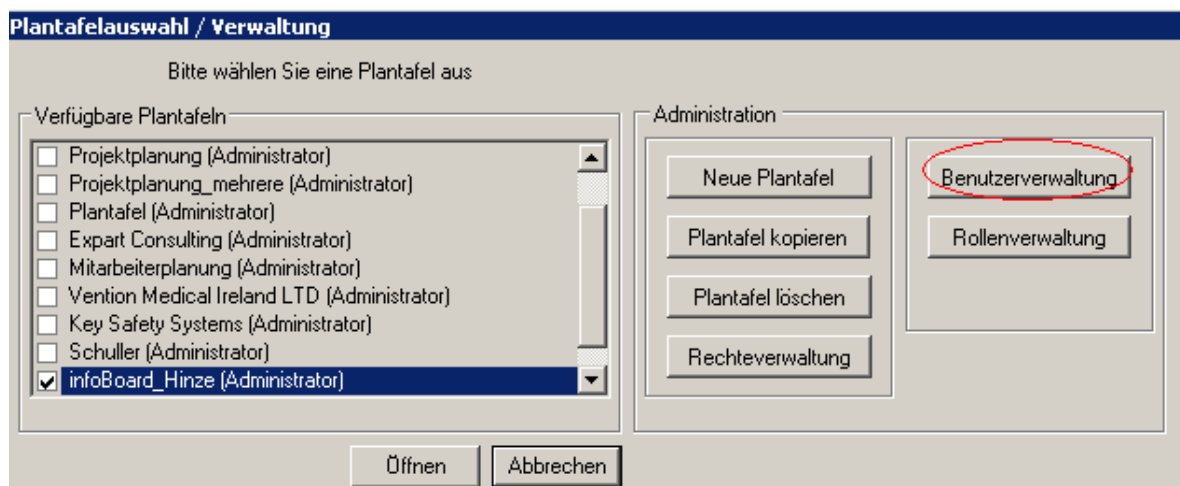 Plantafelauswahl / Verwaltung
Bitte wählen Sie eine Plantafel aus
Verfügbare Plantafeln
Projektplanung (Administrator)
Projektplanung_mehrere (Administrator)
Plantafel (Administrator)
Expart Consulting (Administrator)
Mitarbeiterplanung (Administrator)
Vention Medical Ireland LTD (Administrator)
Key Safety Systems (Administrator)
Schuller (Administrator)
infoBoard_Hinze (Administrator)
Administration
Neue Plantafel
Plantafel kopieren
Plantafel löschen
Rechteverwaltung
Benutzerverwaltung
Rollenverwaltung
Öffnen
Abbrechen